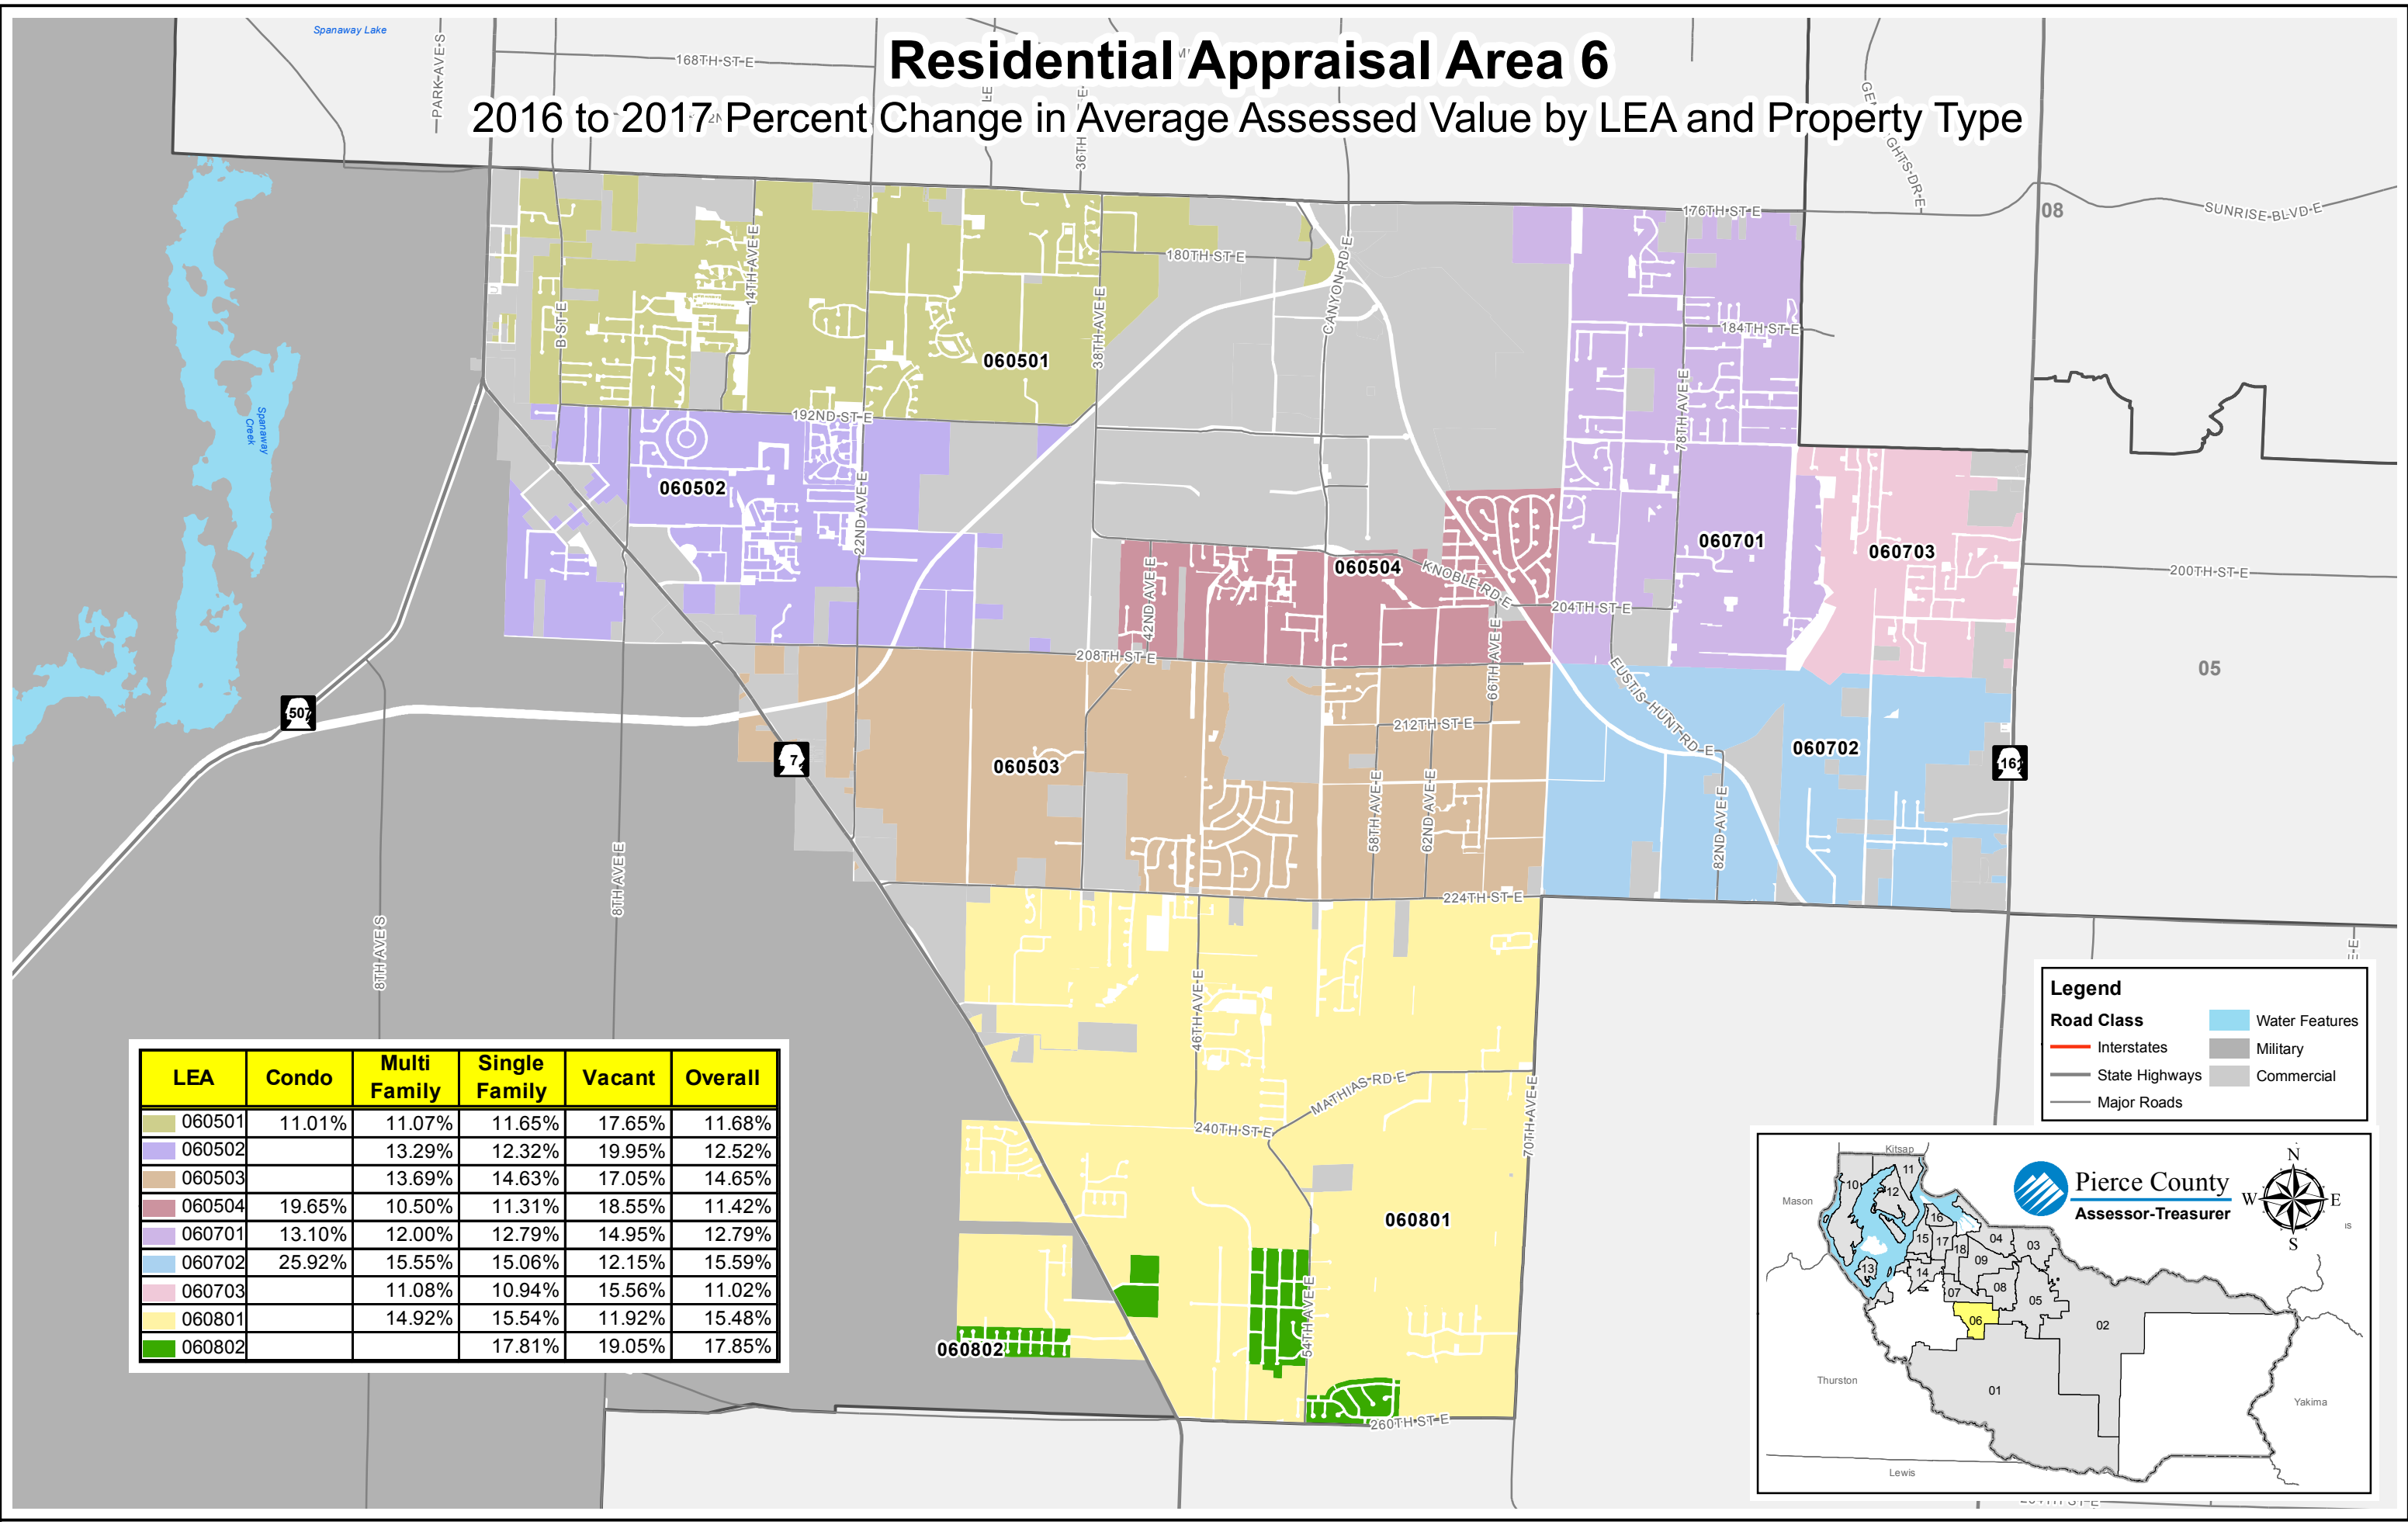 Residential Appraisal Area 6
2016 to 2017 Percent Change in Average Assessed Value by LEA and Property Type
Spanaway Lake
PARK AVE S
168TH ST E
36TH
176TH ST E
08
SUNRISE BLVD E
180TH ST E
14TH AVE E
B ST E
CANYON RD E
38TH AVE E
184TH ST E
78TH AVE E
060501
192ND ST E
Spanaway
Creek
060502
22ND AVE E
060701
060703
060504
KNOBLE RD E
42ND AVE E
200TH ST E
204TH ST E
208TH ST E
66TH AVE E
EUSTIS HUNT RD E
05
507
7
161
212TH ST E
060702
060503
58TH AVE E
62ND AVE E
82ND AVE E
8TH AVE E
8TH AVE S
224TH ST E
46TH AVE E
MATHIAS RD E
70TH AVE E
240TH ST E
060801
54TH AVE E
060802
260TH ST E
LEA Condo Multi Family Single Family Vacant Overall
060501 11.01% 11.07% 11.65% 17.65% 11.68%
060502 13.29% 12.32% 19.95% 12.52%
060503 13.69% 14.63% 17.05% 14.65%
060504 19.65% 10.50% 11.31% 18.55% 11.42%
060701 13.10% 12.00% 12.79% 14.95% 12.79%
060702 25.92% 15.55% 15.06% 12.15% 15.59%
060703 11.08% 10.94% 15.56% 11.02%
060801 14.92% 15.54% 11.92% 15.48%
060802 17.81% 19.05% 17.85%
Legend
Road Class
Interstates
State Highways
Major Roads
Water Features
Military
Commercial
Pierce County
Assessor-Treasurer
N
W E
S
Kitsap
Mason
Thurston
Lewis
Yakima
11
10
12
16
15
17
18
04
03
09
13
14
07
08
05
06
02
01